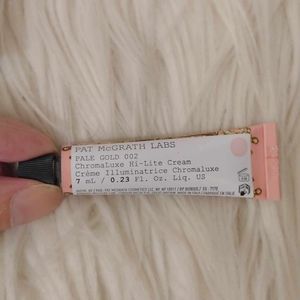 PAT McGRATH LABS
PALE GOLD 002
ChromaLuxe Hi-Lite Cream
Crème Illuminatrice Chromaluxe
7 mL / 0.23 Fl. Oz. Liq. US